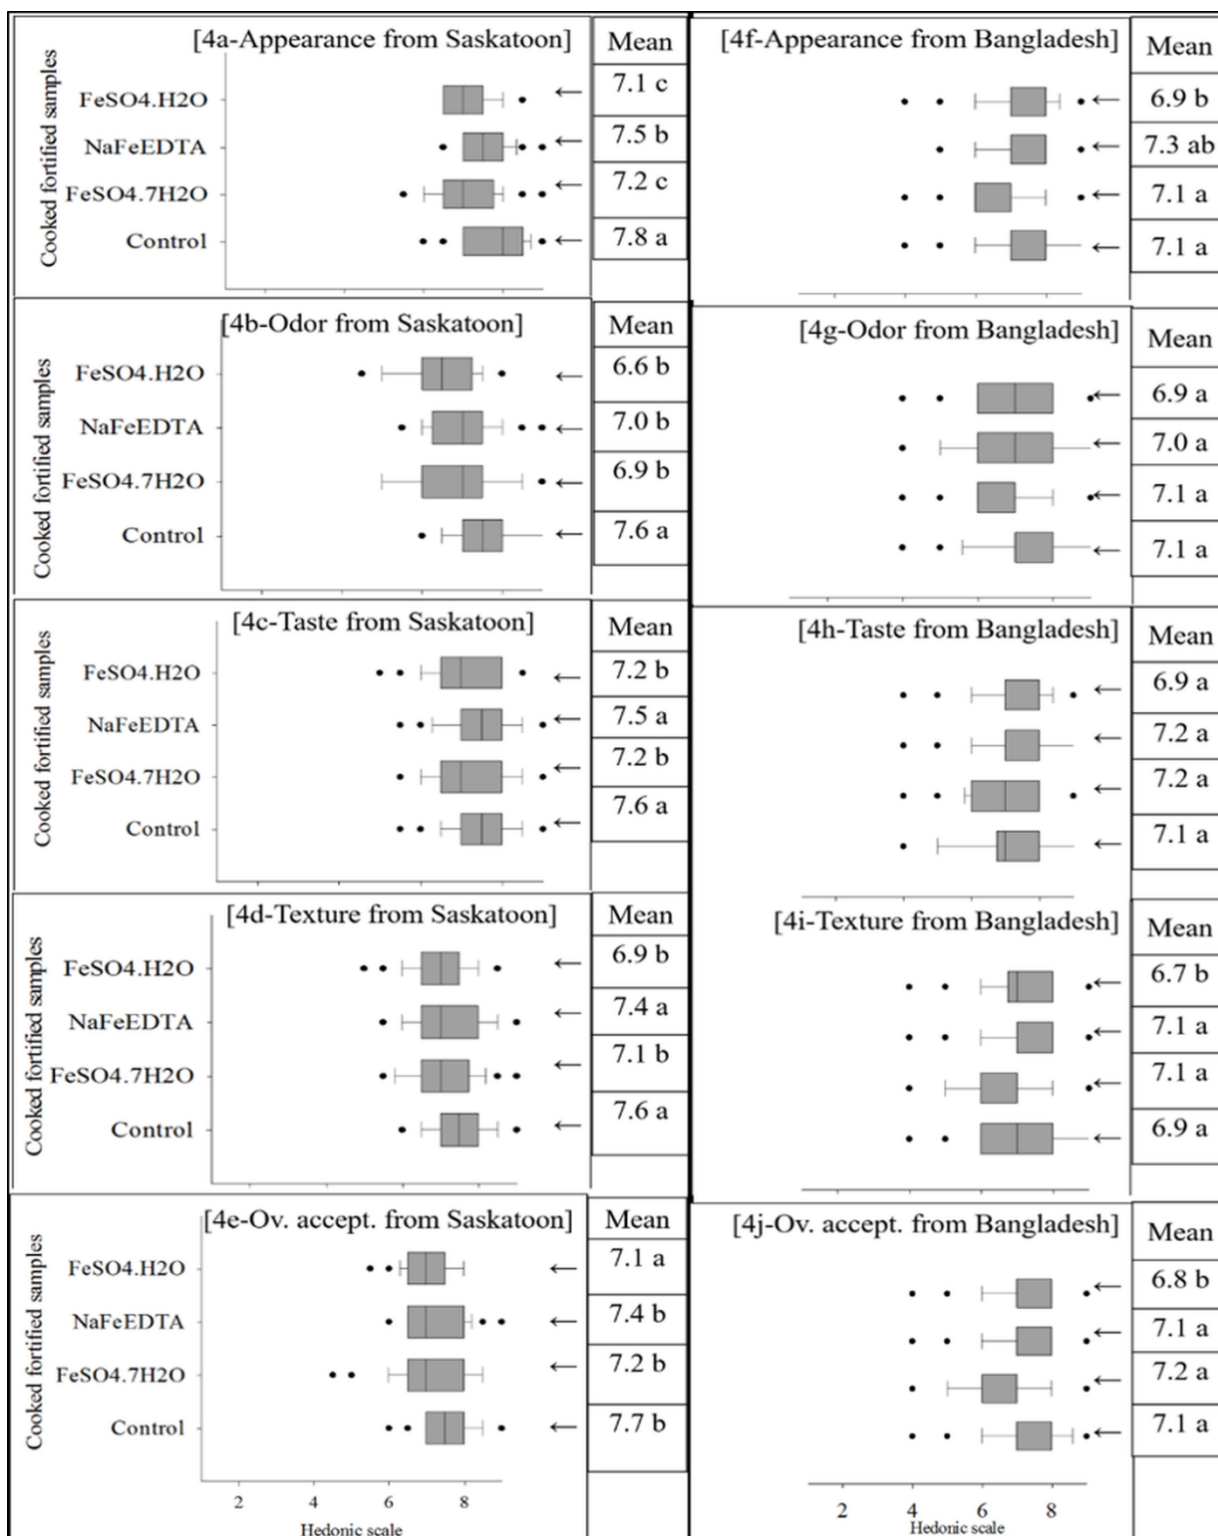 [4a-Appearance from Saskatoon]
Mean
Cooked fortified samples
FeSO4.H2O
7.1 c
NaFeEDTA
7.5 b
FeSO4.7H2O
7.2 c
Control
7.8 a
[4f-Appearance from Bangladesh]
Mean
6.9 b
7.3 ab
7.1 a
7.1 a
[4b-Odor from Saskatoon]
Mean
Cooked fortified samples
FeSO4.H2O
6.6 b
NaFeEDTA
7.0 b
FeSO4.7H2O
6.9 b
Control
7.6 a
[4g-Odor from Bangladesh]
Mean
6.9 a
7.0 a
7.1 a
7.1 a
[4c-Taste from Saskatoon]
Mean
Cooked fortified samples
FeSO4.H2O
7.2 b
NaFeEDTA
7.5 a
FeSO4.7H2O
7.2 b
Control
7.6 a
[4h-Taste from Bangladesh]
Mean
6.9 a
7.2 a
7.2 a
7.1 a
[4d-Texture from Saskatoon]
Mean
Cooked fortified samples
FeSO4.H2O
6.9 b
NaFeEDTA
7.4 a
FeSO4.7H2O
7.1 b
Control
7.6 a
[4i-Texture from Bangladesh]
Mean
6.7 b
7.1 a
7.1 a
6.9 a
[4e-Ov. accept. from Saskatoon]
Mean
Cooked fortified samples
FeSO4.H2O
7.1 a
NaFeEDTA
7.4 b
FeSO4.7H2O
7.2 b
Control
7.7 b
2 4 6 8
Hedonic scale
[4j-Ov. accept. from Bangladesh]
Mean
6.8 b
7.1 a
7.2 a
7.1 a
2 4 6 8
Hedonic scale